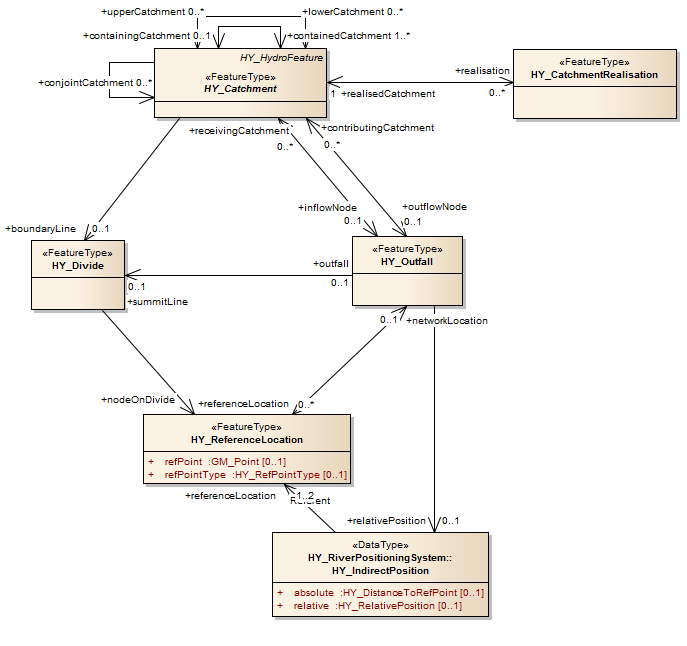 +upperCatchment 0..* +lowerCatchment 0..*
+containingCatchment 0..1 +containedCatchment 1..*
HY_HydroFeature
«FeatureType»
HY_Catchment
+conjointCatchment 0..*
+realisation
0..*
«FeatureType»
HY_CatchmentRealisation
1 +realisedCatchment
+receivingCatchment
0..*
+contributingCatchment
0..*
+inflowNode
0..1
+outflowNode
0..1
+boundaryLine 0..1
«FeatureType»
HY_Divide
«FeatureType»
HY_Outfall
+outfall
0..1
0..1
+summitLine
0..1 +networkLocation
+nodeOnDivide
+referenceLocation 0..*
«FeatureType»
HY_ReferenceLocation
+ refPoint :GM_Point [0..1]
+ refPointType :HY_RefPointType [0..1]
+referenceLocation 1..2
+relativePosition 0..1
«DataType»
HY_RiverPositioningSystem::
HY_IndirectPosition
+ absolute :HY_DistanceToRefPoint [0..1]
+ relative :HY_RelativePosition [0..1]